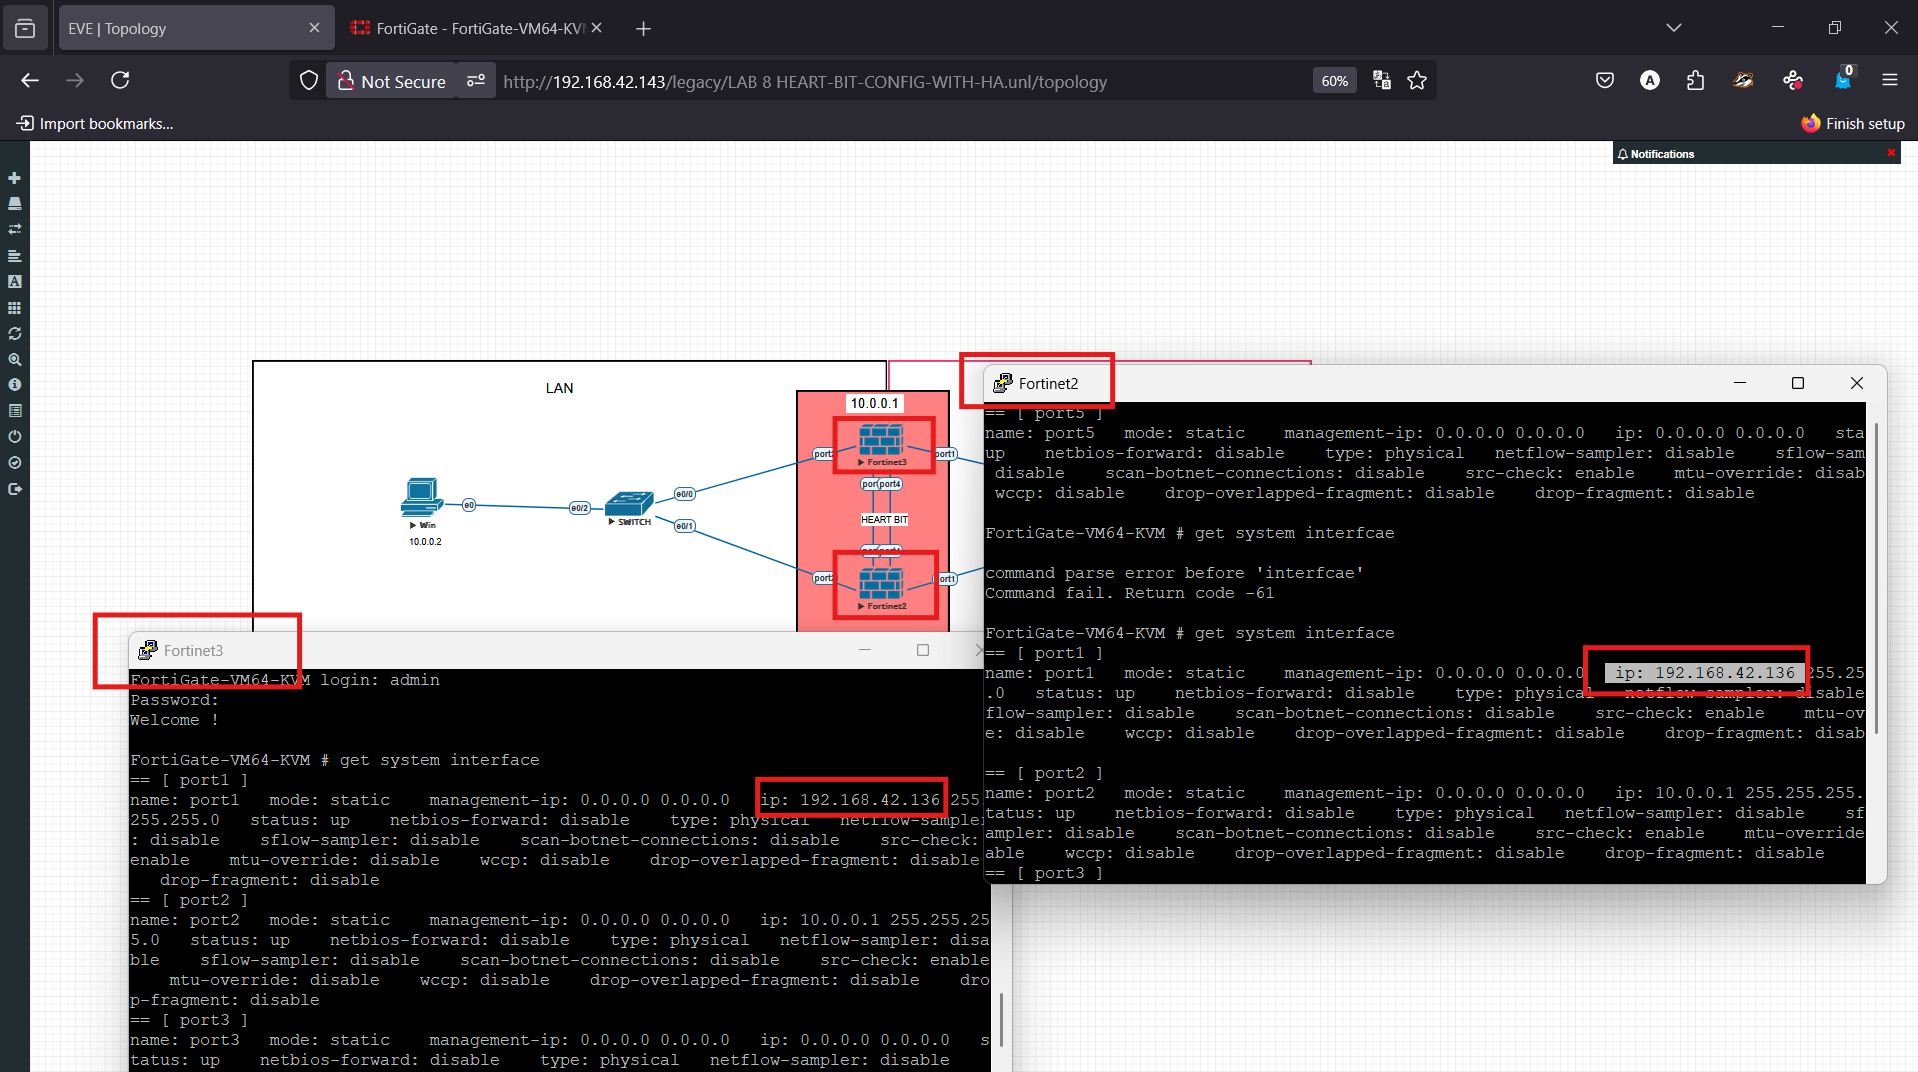 EVE | Topology
FortiGate - FortiGate-VM64-KVM
Not Secure
http://192.168.42.143/legacy/LAB 8 HEART-BIT-CONFIG-WITH-HA.unl/topology
60%
0
Import bookmarks...
Finish setup
Notifications
LAN
10.0.0.1
Fortinet3
port1
port4
HEART BIT
Fortinet2
e0
e0/2
e0/0
e0/1
Win
10.0.0.2
SWITCH
Fortinet2
== [ port5 ]
name: port5   mode: static    management-ip: 0.0.0.0 0.0.0.0   ip: 0.0.0.0 0.0.0.0   sta
up    netbios-forward: disable    type: physical   netflow-sampler: disable    sflow-sam
 disable    scan-botnet-connections: disable    src-check: enable    mtu-override: disab
 wccp: disable    drop-overlapped-fragment: disable    drop-fragment: disable
FortiGate-VM64-KVM # get system interfcae
command parse error before 'interfcae'
Command fail. Return code -61
FortiGate-VM64-KVM # get system interface
== [ port1 ]
name: port1   mode: static    management-ip: 0.0.0.0 0.0.0.0   ip: 192.168.42.136 255.25
.0   status: up    netbios-forward: disable    type: physical   netflow-sampler: disable
flow-sampler: disable    scan-botnet-connections: disable    src-check: enable    mtu-ov
e: disable    wccp: disable    drop-overlapped-fragment: disable    drop-fragment: disab
== [ port2 ]
name: port2   mode: static    management-ip: 0.0.0.0 0.0.0.0   ip: 10.0.0.1 255.255.255.
tatus: up    netbios-forward: disable    type: physical   netflow-sampler: disable    sf
ampler: disable    scan-botnet-connections: disable    src-check: enable    mtu-override
able    wccp: disable    drop-overlapped-fragment: disable    drop-fragment: disable
== [ port3 ]
Fortinet3
FortiGate-VM64-KVM login: admin
Password:
Welcome !
FortiGate-VM64-KVM # get system interface
== [ port1 ]
name: port1   mode: static    management-ip: 0.0.0.0 0.0.0.0   ip: 192.168.42.136 255.
255.255.0   status: up    netbios-forward: disable    type: physical   netflow-sampler
: disable    sflow-sampler: disable    scan-botnet-connections: disable    src-check:
enable    mtu-override: disable    wccp: disable    drop-overlapped-fragment: disable
   drop-fragment: disable
== [ port2 ]
name: port2   mode: static    management-ip: 0.0.0.0 0.0.0.0   ip: 10.0.0.1 255.255.25
5.0   status: up    netbios-forward: disable    type: physical   netflow-sampler: disa
ble    sflow-sampler: disable    scan-botnet-connections: disable    src-check: enable
    mtu-override: disable    wccp: disable    drop-overlapped-fragment: disable    dro
p-fragment: disable
== [ port3 ]
name: port3   mode: static    management-ip: 0.0.0.0 0.0.0.0   ip: 0.0.0.0 0.0.0.0   s
tatus: up    netbios-forward: disable    type: physical   netflow-sampler: disable